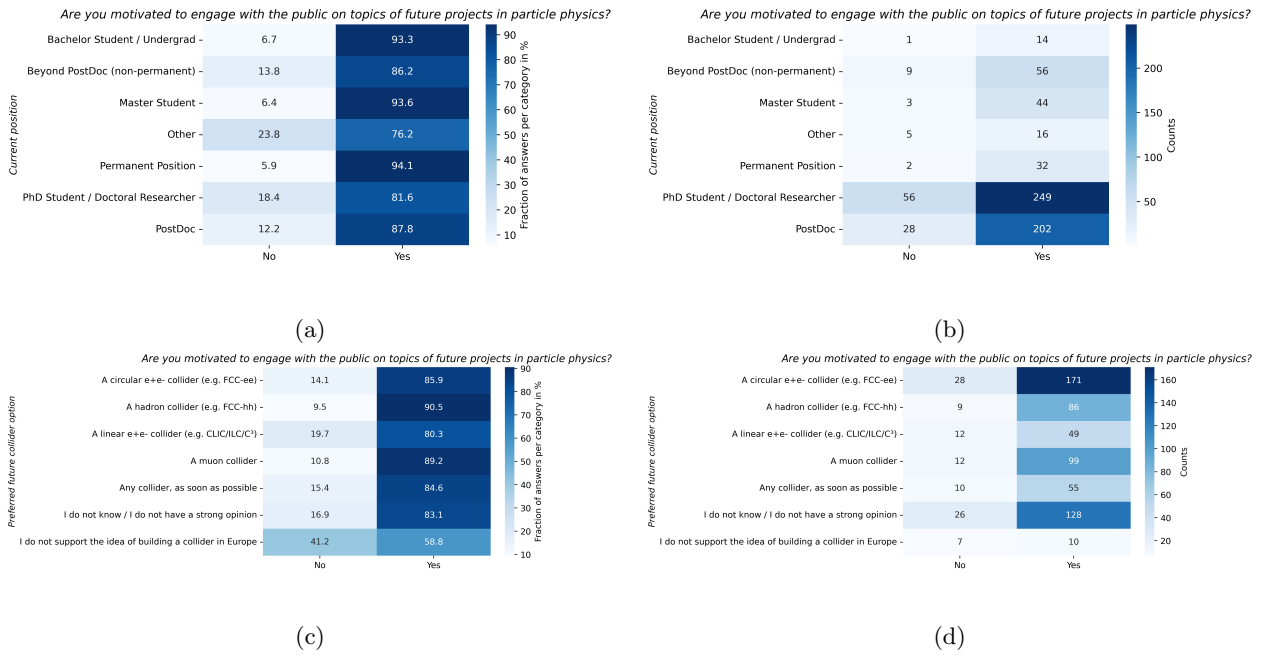 Are you motivated to engage with the public on topics of future projects in particle physics?
Current position
Bachelor Student / Undergrad 6.7 93.3
Beyond PostDoc (non-permanent) 13.8 86.2
Master Student 6.4 93.6
Other 23.8 76.2
Permanent Position 5.9 94.1
PhD Student / Doctoral Researcher 18.4 81.6
PostDoc 12.2 87.8
No Yes
90
80
70
60
50
40
30
20
10
Fraction of answers per category in %
(a)
Are you motivated to engage with the public on topics of future projects in particle physics?
Current position
Bachelor Student / Undergrad 1 14
Beyond PostDoc (non-permanent) 9 56
Master Student 3 44
Other 5 16
Permanent Position 2 32
PhD Student / Doctoral Researcher 56 249
PostDoc 28 202
No Yes
200
150
100
50
Counts
(b)
Are you motivated to engage with the public on topics of future projects in particle physics?
Preferred future collider option
A circular e+e- collider (e.g. FCC-ee) 14.1 85.9
A hadron collider (e.g. FCC-hh) 9.5 90.5
A linear e+e- collider (e.g. CLIC/ILC/C³) 19.7 80.3
A muon collider 10.8 89.2
Any collider, as soon as possible 15.4 84.6
I do not know / I do not have a strong opinion 16.9 83.1
I do not support the idea of building a collider in Europe 41.2 58.8
No Yes
90
80
70
60
50
40
30
20
10
Fraction of answers per category in %
(c)
Are you motivated to engage with the public on topics of future projects in particle physics?
Preferred future collider option
A circular e+e- collider (e.g. FCC-ee) 28 171
A hadron collider (e.g. FCC-hh) 9 86
A linear e+e- collider (e.g. CLIC/ILC/C³) 12 49
A muon collider 12 99
Any collider, as soon as possible 10 55
I do not know / I do not have a strong opinion 26 128
I do not support the idea of building a collider in Europe 7 10
No Yes
160
140
120
100
80
60
40
20
Counts
(d)